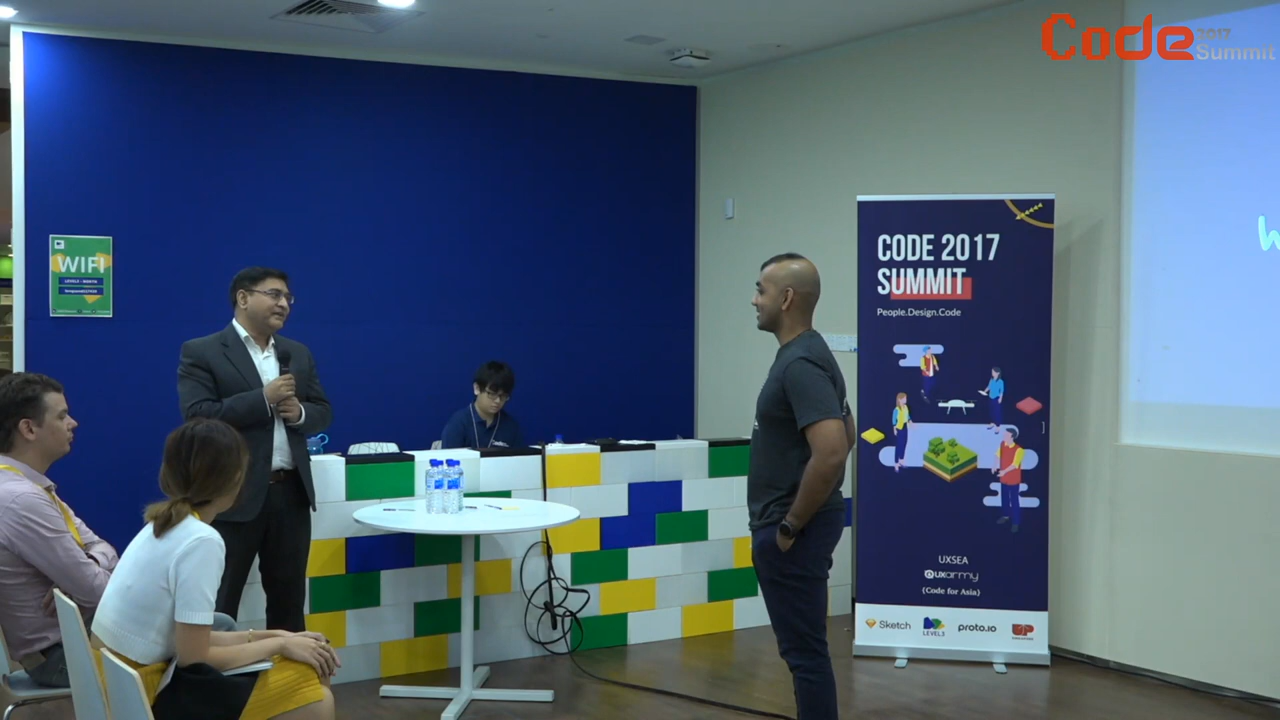 Code 2017
Summit
WIFI
CODE 2017
SUMMIT
People.Design.Code
UXSEA
uxarmy
{Code for Asia}
Sketch
LEVEL3
proto.io